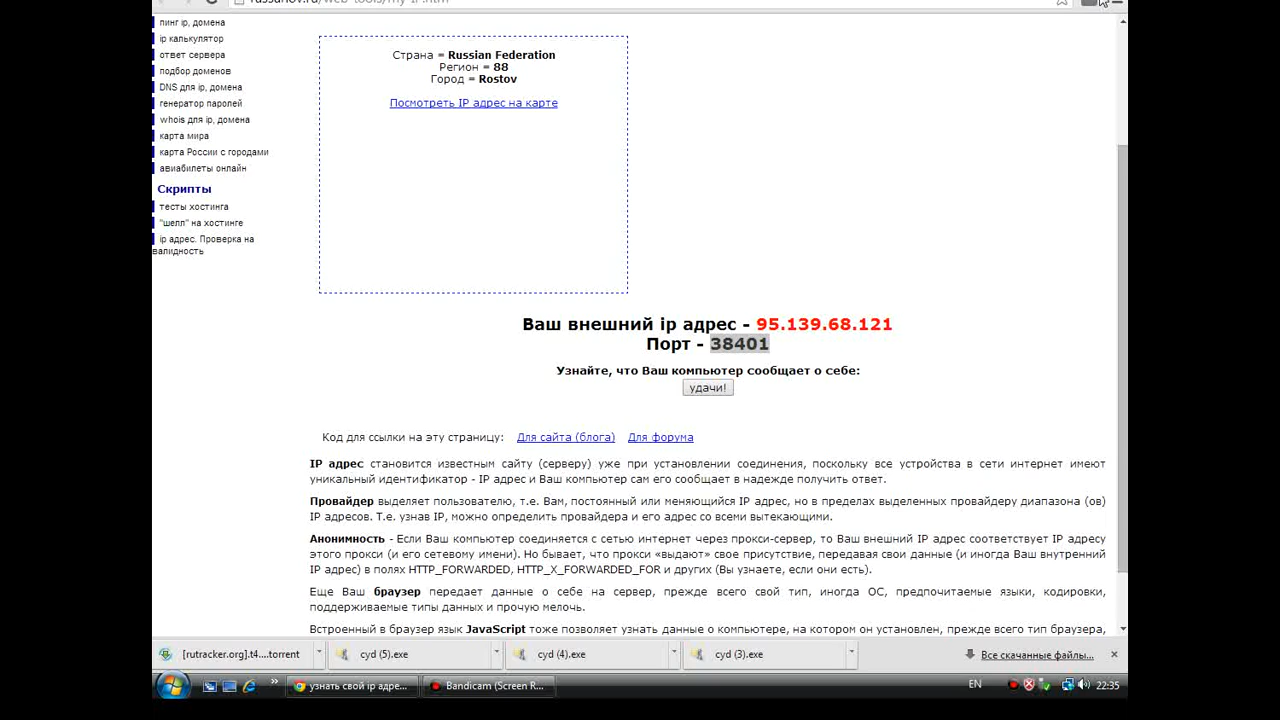 russanov.ru/web-tools/my-IP.htm
пинг ip, домена
ip калькулятор
ответ сервера
подбор доменов
DNS для ip, домена
генератор паролей
whois для ip, домена
карта мира
карта России с городами
авиабилеты онлайн
Скрипты
тесты хостинга
"шелл" на хостинге
ip адрес. Проверка на
валидность
Страна = Russian Federation
Регион = 88
Город = Rostov
Посмотреть IP адрес на карте
Ваш внешний ip адрес - 95.139.68.121
Порт - 38401
Узнайте, что Ваш компьютер сообщает о себе:
удачи!
Код для ссылки на эту страницу: Для сайта (блога) Для форума
IP адрес становится известным сайту (серверу) уже при установлении соединения, поскольку все устройства в сети интернет имеют
уникальный идентификатор - IP адрес и Ваш компьютер сам его сообщает в надежде получить ответ.
Провайдер выделяет пользователю, т.е. Вам, постоянный или меняющийся IP адрес, но в пределах выделенных провайдеру диапазона (ов)
IP адресов. Т.е. узнав IP, можно определить провайдера и его адрес со всеми вытекающими.
Анонимность - Если Ваш компьютер соединяется с сетью интернет через прокси-сервер, то Ваш внешний IP адрес соответствует IP адресу
этого прокси (и его сетевому имени). Но бывает, что прокси «выдают» свое присутствие, передавая свои данные (и иногда Ваш внутренний
IP адрес) в полях HTTP_FORWARDED, HTTP_X_FORWARDED_FOR и других (Вы узнаете, если они есть).
Еще Ваш браузер передает данные о себе на сервер, прежде всего свой тип, иногда ОС, предпочитаемые языки, кодировки,
поддерживаемые типы данных и прочую мелочь.
Встроенный в браузер язык JavaScript тоже позволяет узнать данные о компьютере, на котором он установлен, прежде всего тип браузера,
[rutracker.org].t4....torrent
cyd (5).exe
cyd (4).exe
cyd (3).exe
Все скачанные файлы...
узнать свой ip адре...
Bandicam (Screen R...
EN
22:35